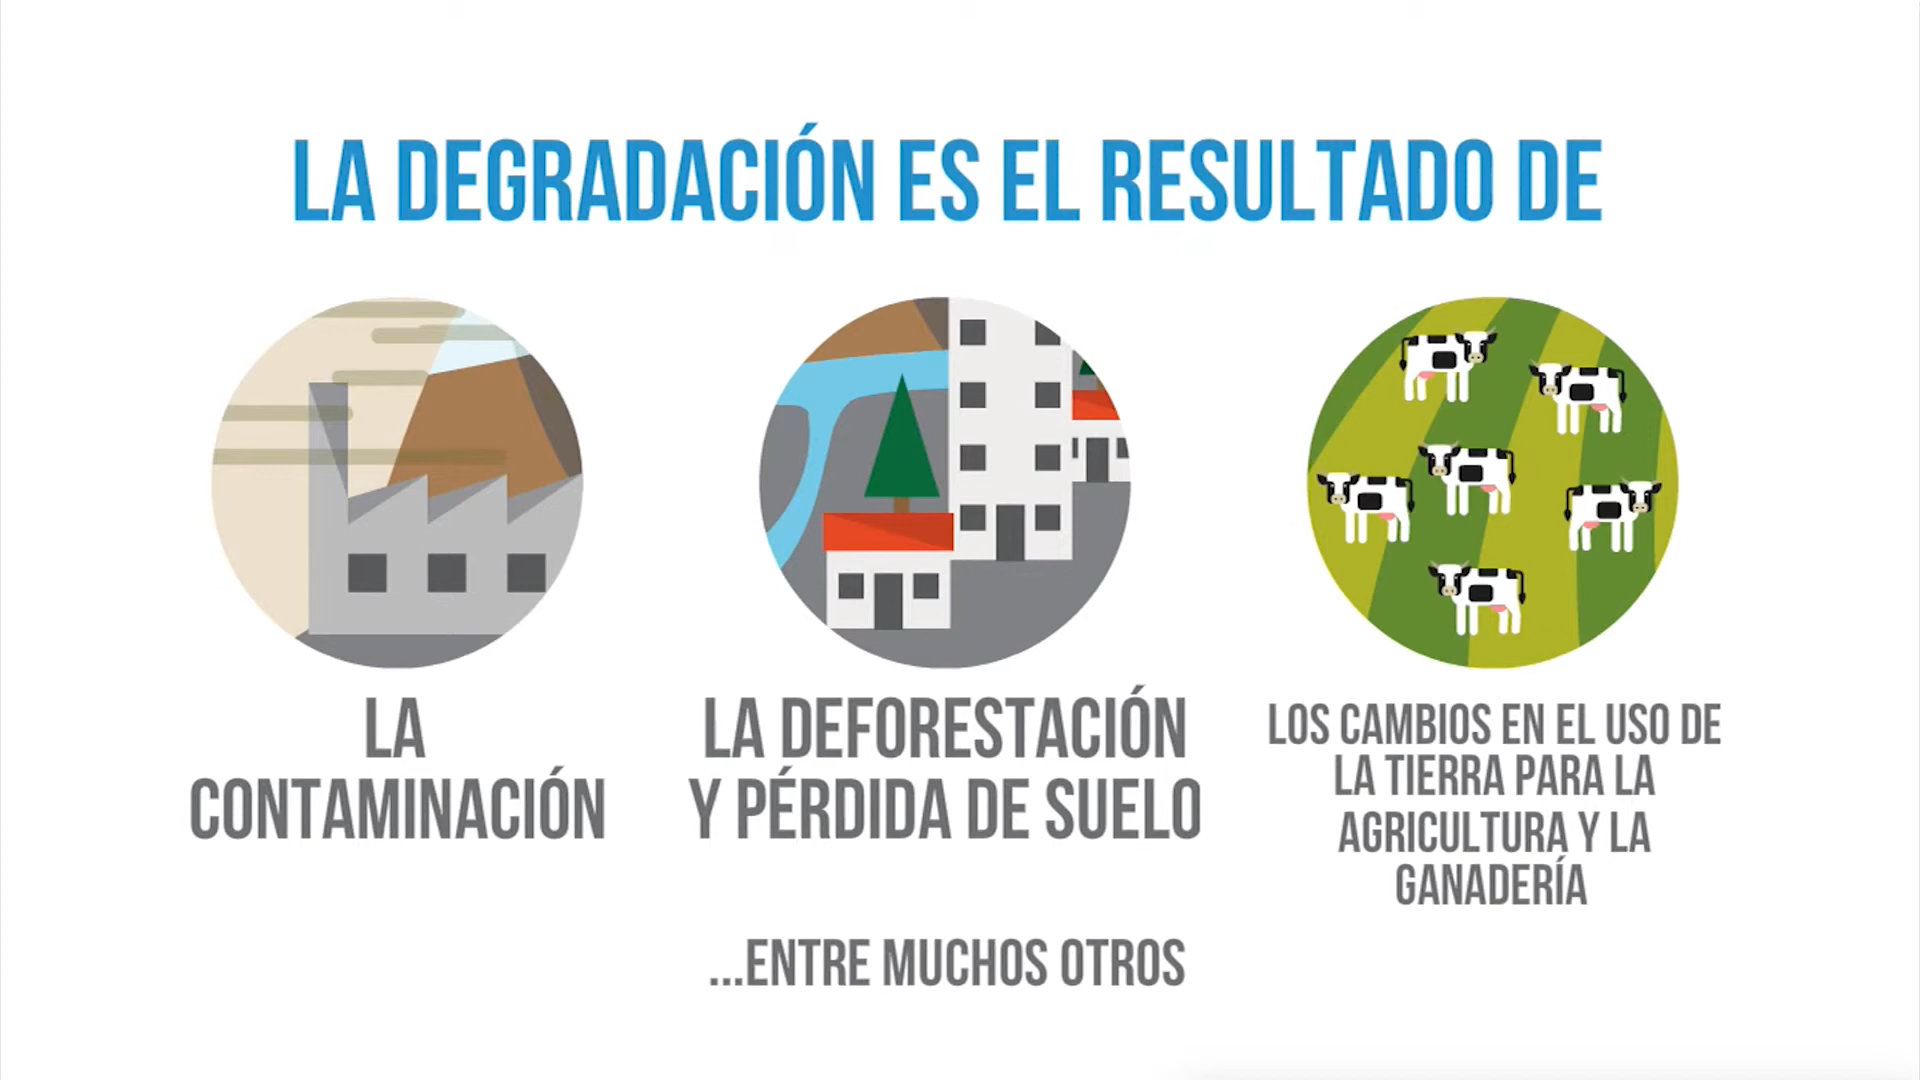 LA DEGRADACIÓN ES EL RESULTADO DE
LA
CONTAMINACIÓN
LA DEFORESTACIÓN
Y PÉRDIDA DE SUELO
LOS CAMBIOS EN EL USO DE
LA TIERRA PARA LA
AGRICULTURA Y LA
GANADERÍA
...ENTRE MUCHOS OTROS